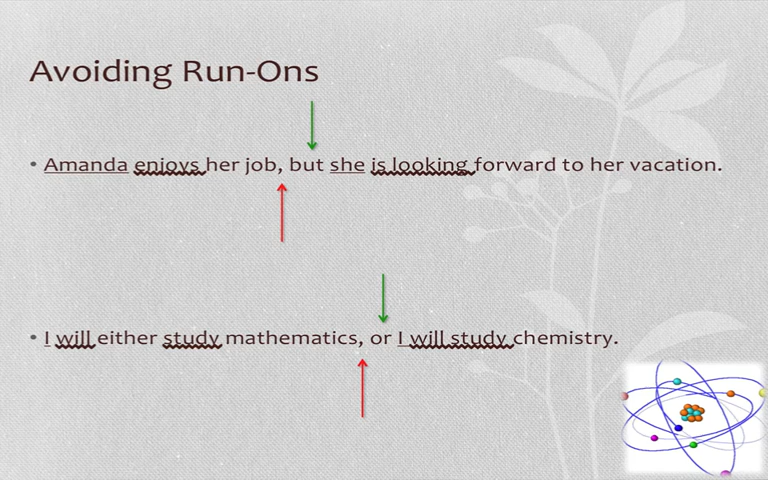 Avoiding Run-Ons
• Amanda enjoys her job, but she is looking forward to her vacation.
• I will either study mathematics, or I will study chemistry.